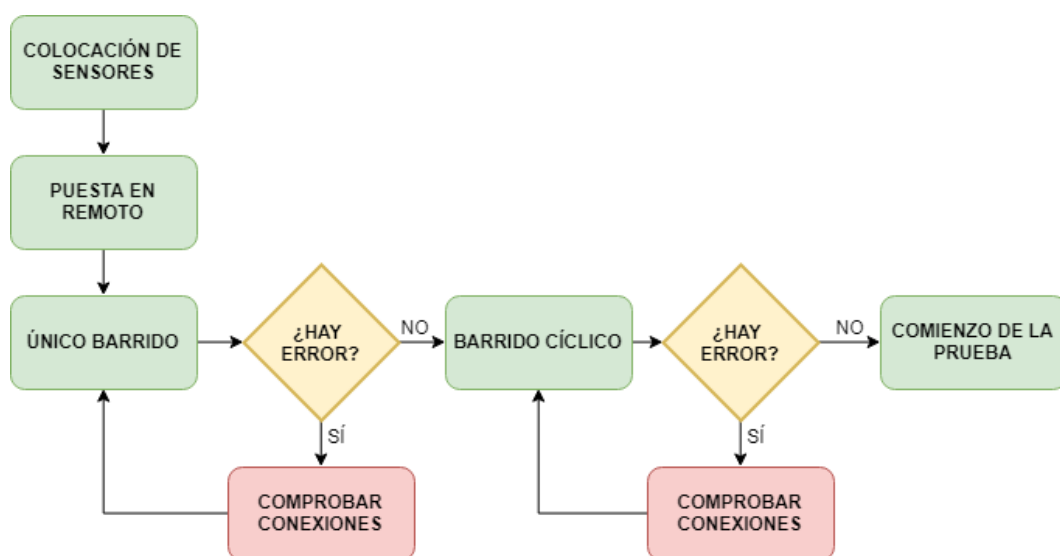 COLOCACIÓN DE
SENSORES
PUESTA EN
REMOTO
ÚNICO BARRIDO
¿HAY
ERROR?
NO
BARRIDO CÍCLICO
¿HAY
ERROR?
NO
COMIENZO DE LA
PRUEBA
SÍ
SÍ
COMPROBAR
CONEXIONES
COMPROBAR
CONEXIONES